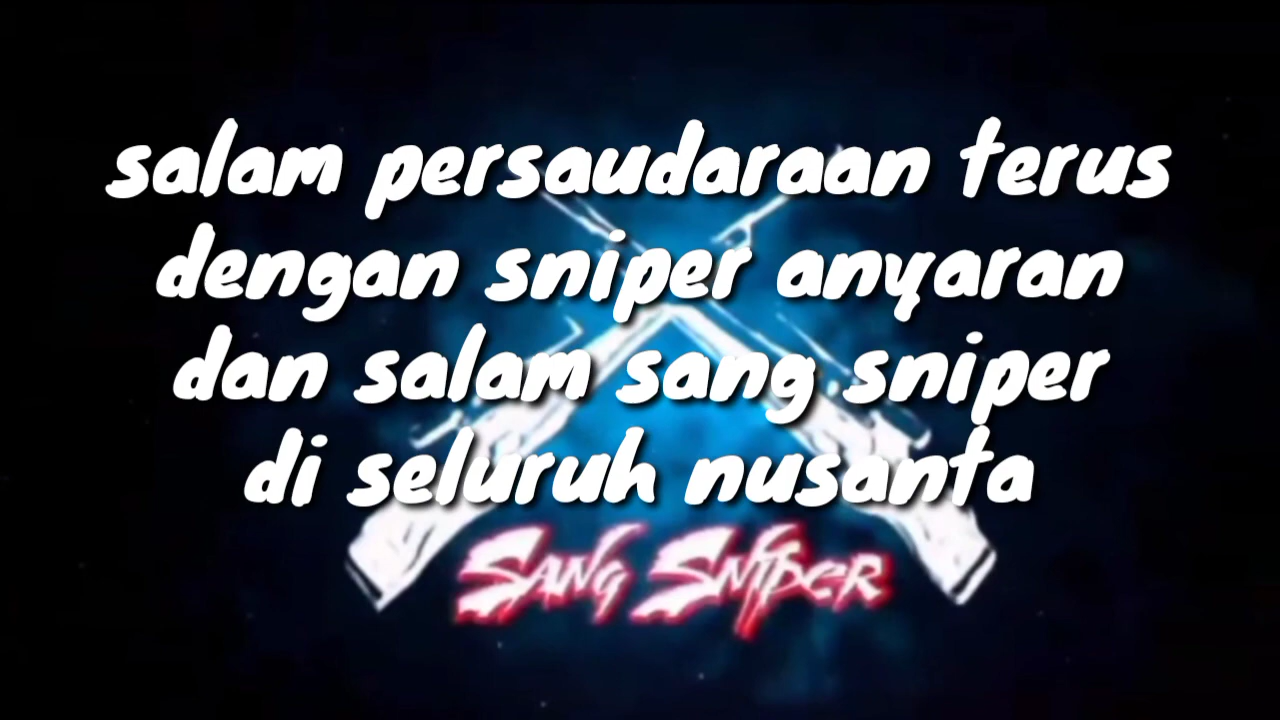 salam persaudaraan terus
dengan sniper anyaran
dan salam sang sniper
di seluruh nusanta
SANG SNIPER